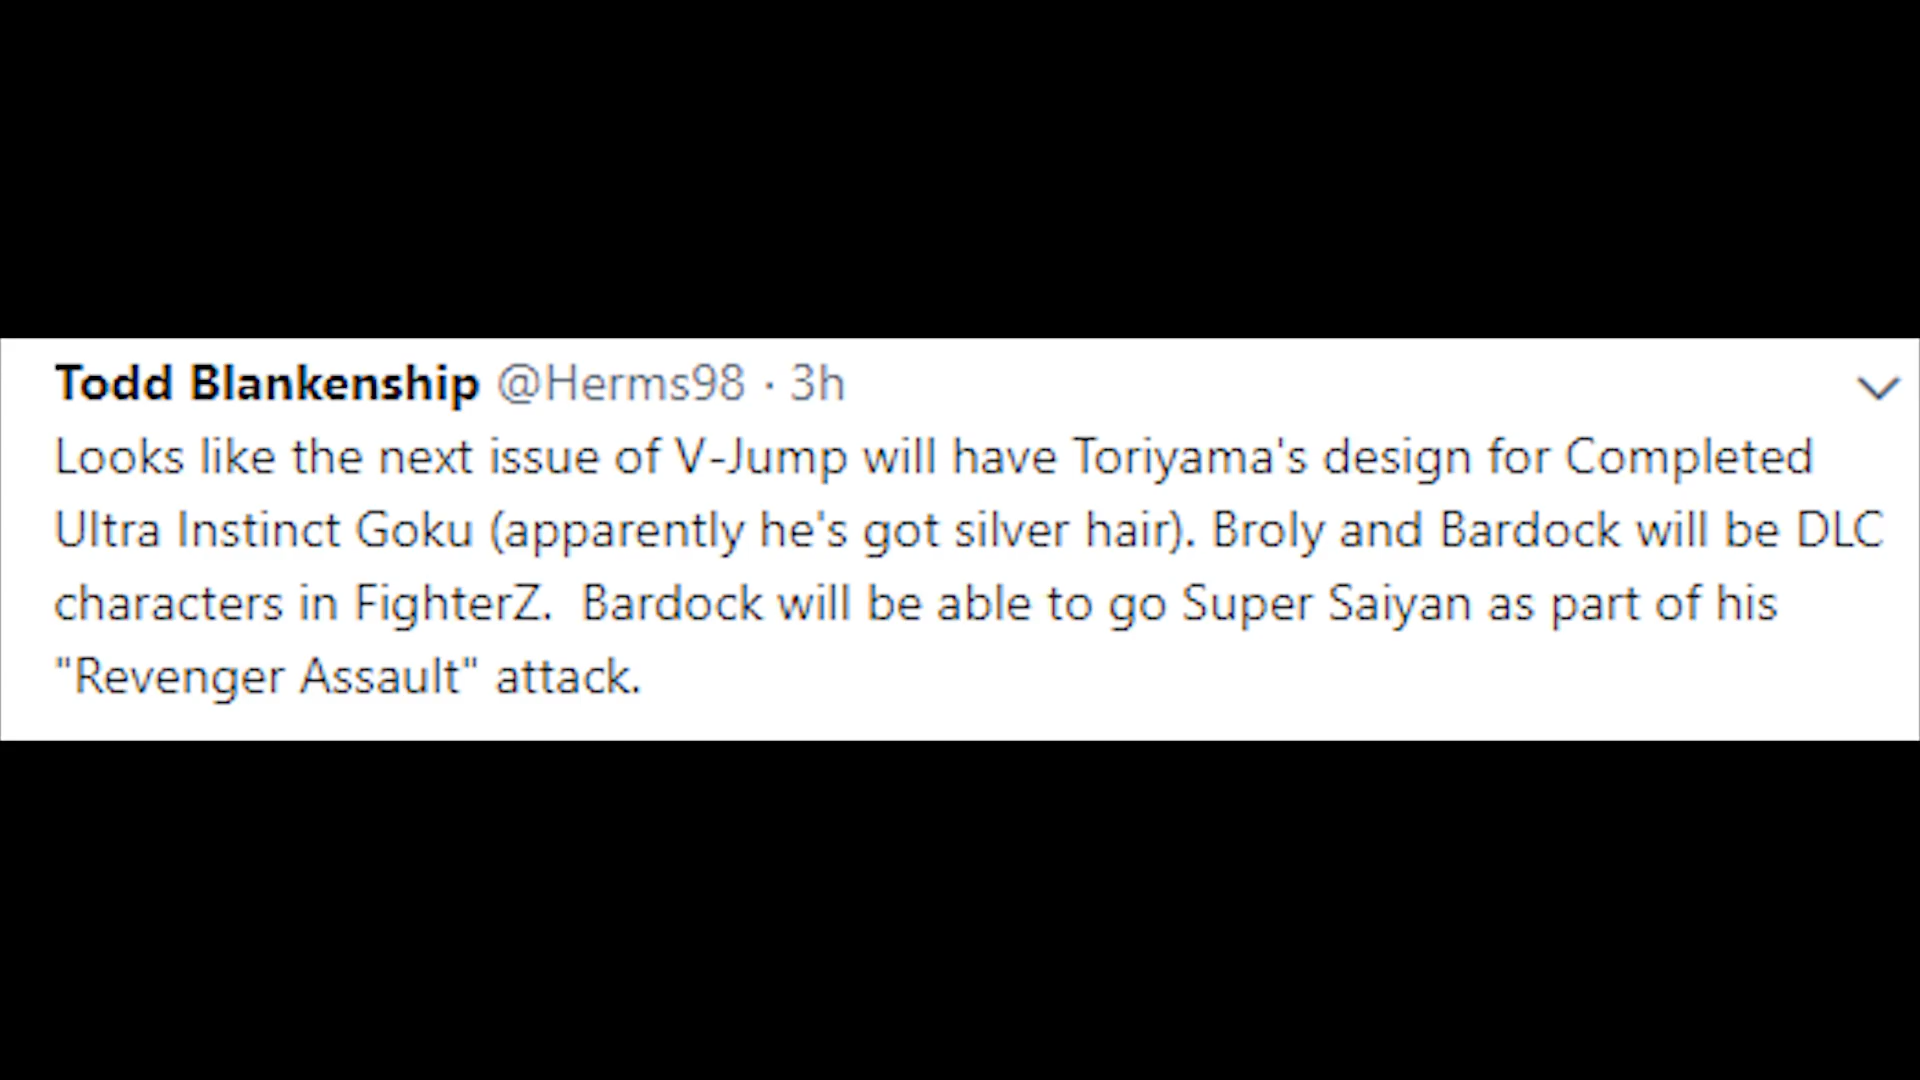 Todd Blankenship @Herms98 · 3h
Looks like the next issue of V-Jump will have Toriyama's design for Completed
Ultra Instinct Goku (apparently he's got silver hair). Broly and Bardock will be DLC
characters in FighterZ.  Bardock will be able to go Super Saiyan as part of his
"Revenger Assault" attack.